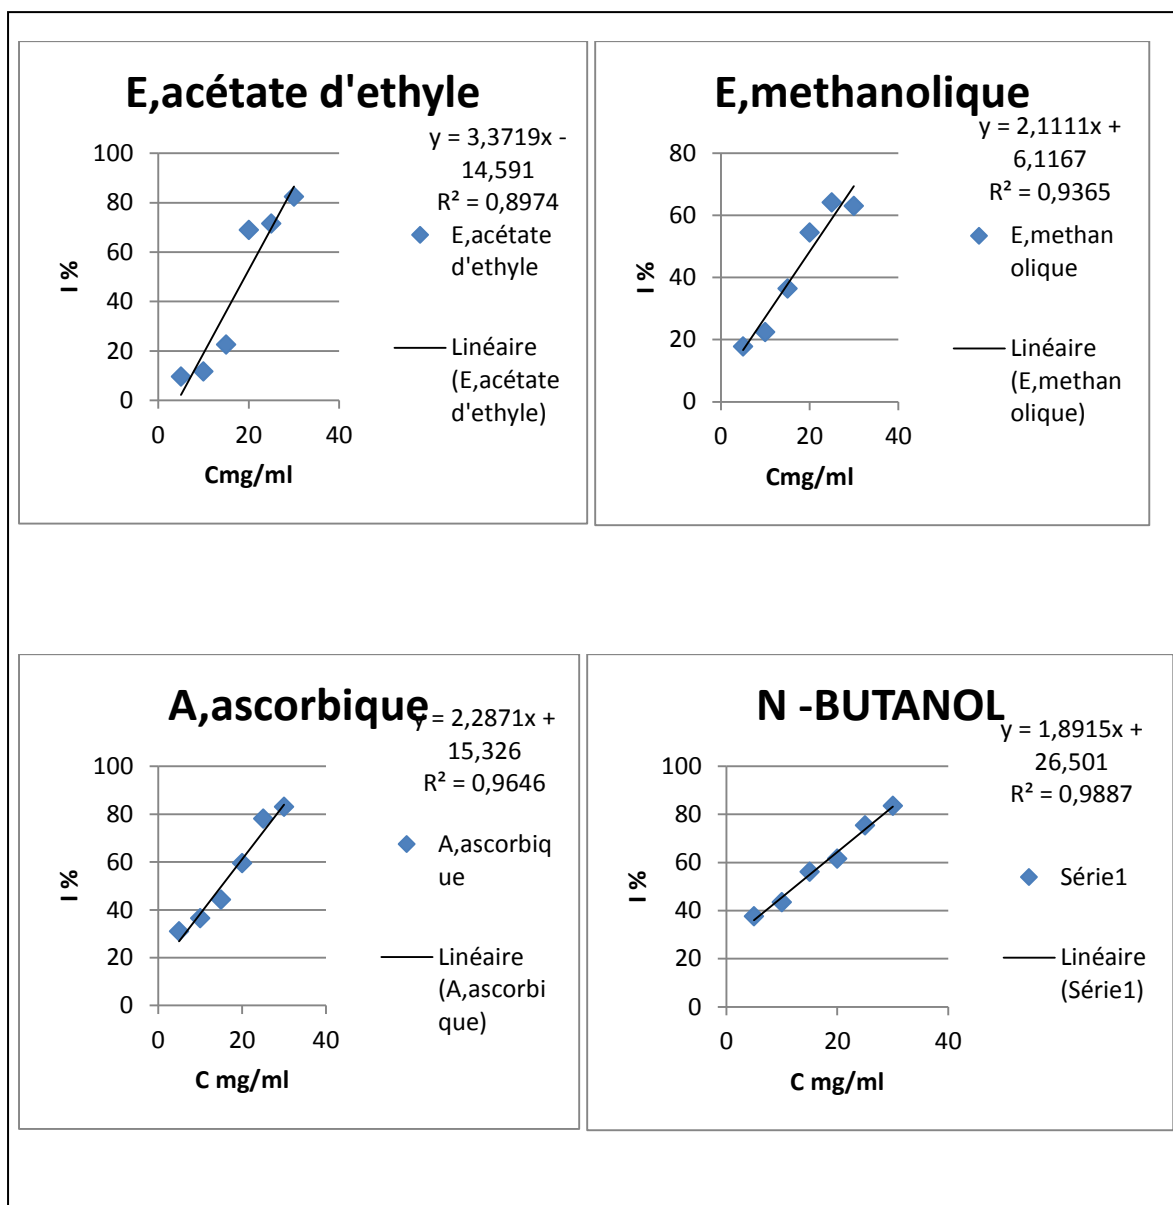 E,acétate d'ethyle
y = 3,3719x -
14,591
R² = 0,8974
100
80
60
40
20
0
I %
0 20 40
Cmg/ml
E,acétate
d'ethyle
Linéaire
(E,acétate
d'ethyle)
E,methanolique
y = 2,1111x +
6,1167
R² = 0,9365
80
60
40
20
0
I %
0 20 40
Cmg/ml
E,methan
olique
Linéaire
(E,methan
olique)
A,ascorbique
y = 2,2871x +
15,326
R² = 0,9646
100
80
60
40
20
0
I %
0 20 40
C mg/ml
A,ascorbiq
ue
Linéaire
(A,ascorbi
que)
N -BUTANOL
y = 1,8915x +
26,501
R² = 0,9887
100
80
60
40
20
0
I %
0 20 40
C mg/ml
Série1
Linéaire
(Série1)